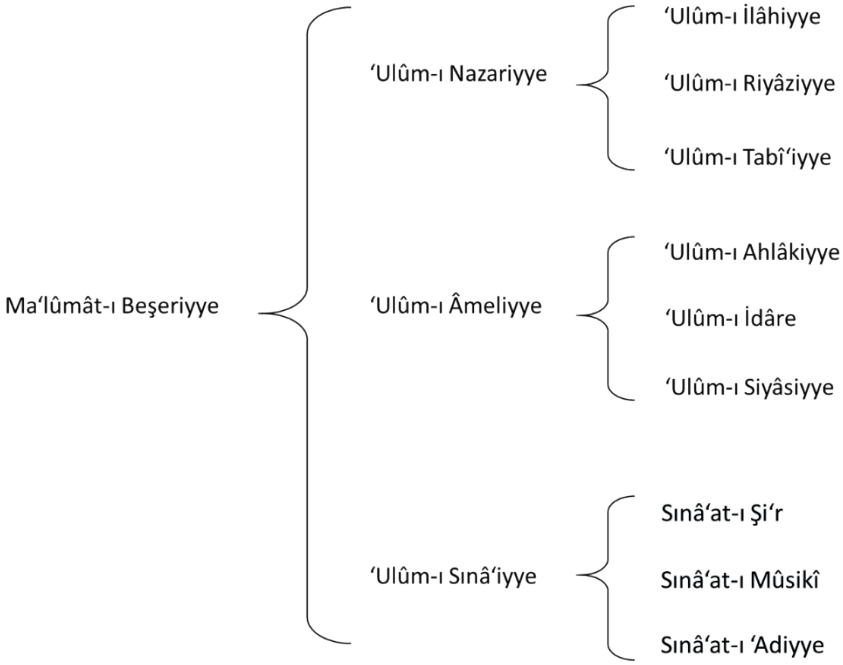 Ma‘lûmât-ı Beşeriyye
‘Ulûm-ı Nazariyye
‘Ulûm-ı İlâhiyye
‘Ulûm-ı Riyâziyye
‘Ulûm-ı Tabî‘iyye
‘Ulûm-ı Âmeliyye
‘Ulûm-ı Ahlâkiyye
‘Ulûm-ı İdâre
‘Ulûm-ı Siyâsiyye
‘Ulûm-ı Sınâ‘iyye
Sınâ‘at-ı Şi‘r
Sınâ‘at-ı Mûsikî
Sınâ‘at-ı ‘Adiyye